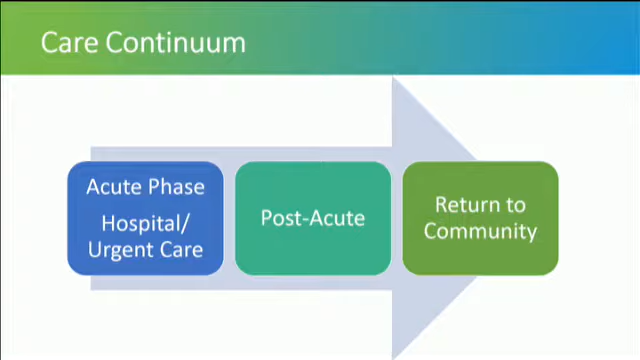 Care Continuum
Acute Phase
Hospital/
Urgent Care
Post-Acute
Return to
Community